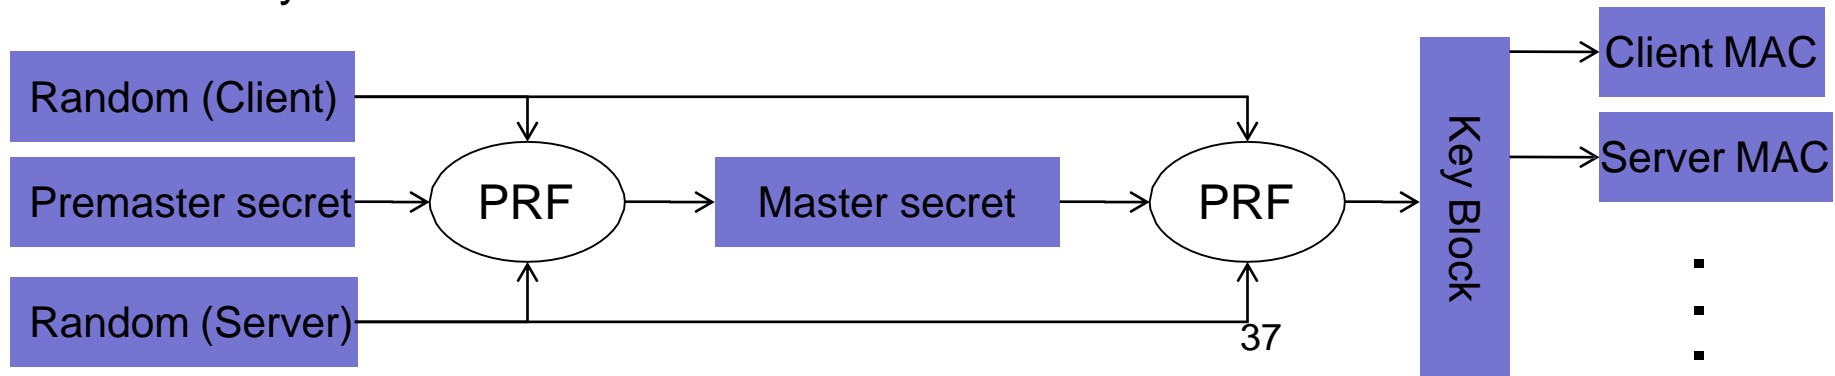 Random (Client)
Premaster secret
Random (Server)
PRF
Master secret
PRF
37
Key Block
Client MAC
Server MAC